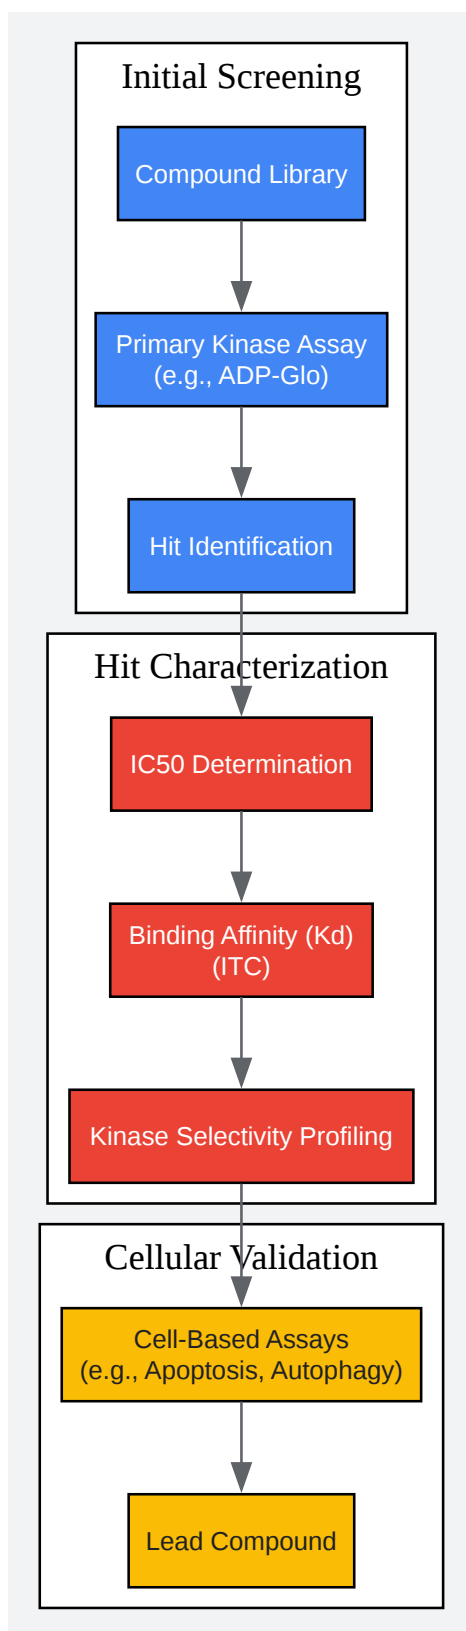 Initial Screening
Compound Library
Primary Kinase Assay
(e.g., ADP-Glo)
Hit Identification
Hit Characterization
IC50 Determination
Binding Affinity (Kd)
(ITC)
Kinase Selectivity Profiling
Cellular Validation
Cell-Based Assays
(e.g., Apoptosis, Autophagy)
Lead Compound